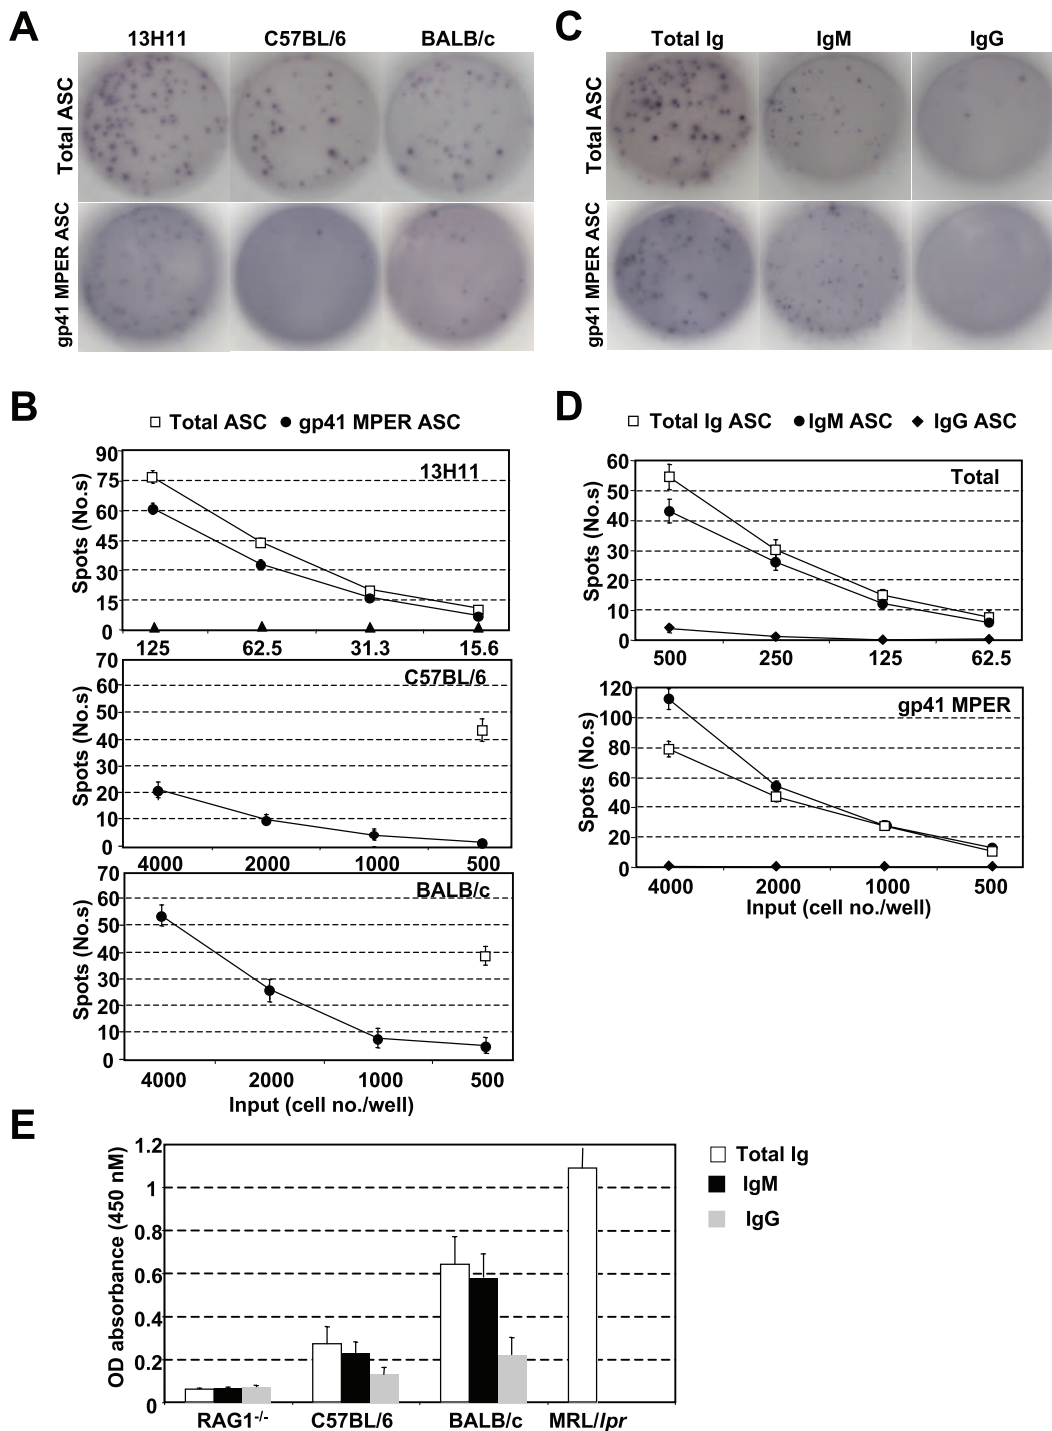 A
13H11 C57BL/6 BALB/c
Total ASC
gp41 MPER ASC
C
Total Ig IgM IgG
Total ASC
gp41 MPER ASC
B
Total ASC gp41 MPER ASC
13H11
Spots (No.s)
90
75
60
45
30
15
0
125 62.5 31.3 15.6
C57BL/6
Spots (No.s)
70
60
50
40
30
20
10
0
4000 2000 1000 500
BALB/c
Spots (No.s)
70
60
50
40
30
20
10
0
4000 2000 1000 500
Input (cell no./well)
D
Total Ig ASC IgM ASC IgG ASC
Total
Spots (No.s)
60
50
40
30
20
10
0
500 250 125 62.5
gp41 MPER
Spots (No.s)
120
100
80
60
40
20
0
4000 2000 1000 500
Input (cell no./well)
E
OD absorbance (450 nM)
1.2
1
0.8
0.6
0.4
0.2
0
RAG1-/- C57BL/6 BALB/c MRL//lpr
Total Ig
IgM
IgG